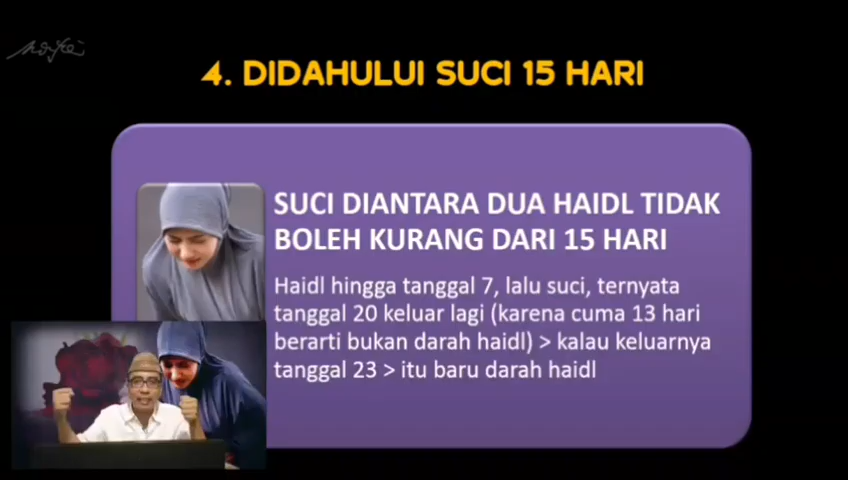 4. DIDAHULUI SUCI 15 HARI
SUCI DIANTARA DUA HAIDL TIDAK
BOLEH KURANG DARI 15 HARI
Haidl hingga tanggal 7, lalu suci, ternyata
tanggal 20 keluar lagi (karena cuma 13 hari
berarti bukan darah haidl) > kalau keluarnya
tanggal 23 > itu baru darah haidl